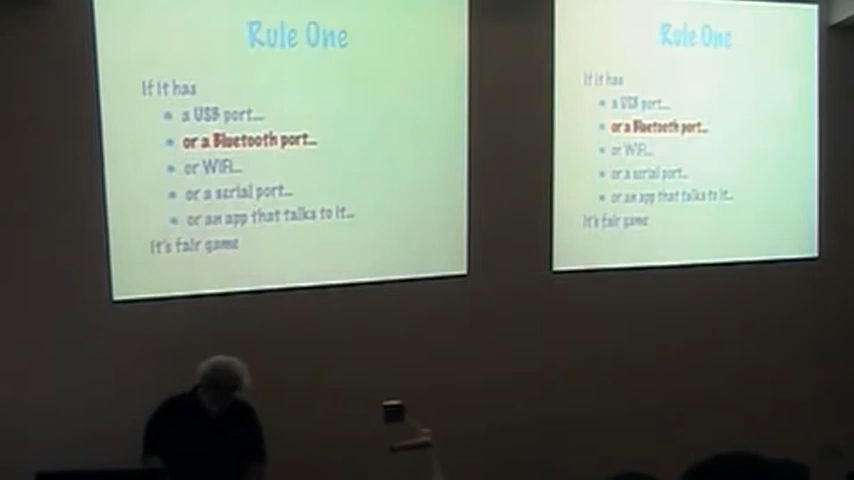 Rule One
If it has
a USB port...
or a Bluetooth port...
or WiFi...
or a serial port...
or an app that talks to it...
It's fair game
Rule One
If it has
a USB port...
or a Bluetooth port...
or WiFi...
or a serial port...
or an app that talks to it...
It's fair game